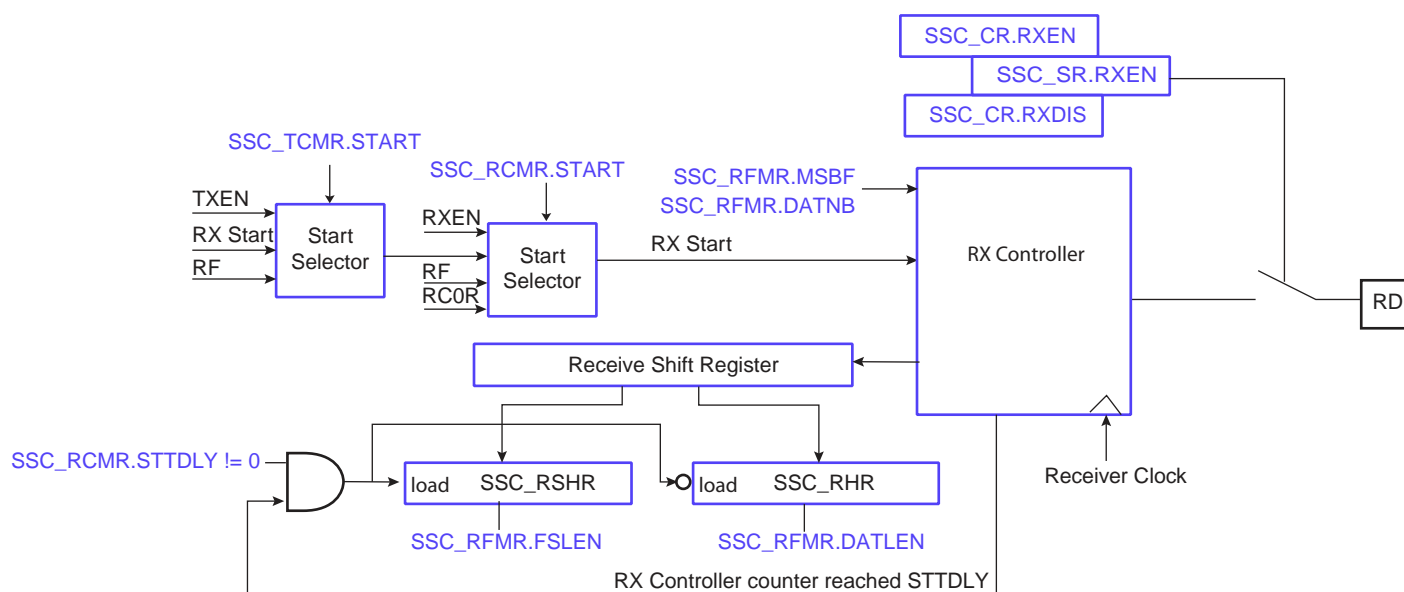 SSC_CR.RXEN
SSC_SR.RXEN
SSC_CR.RXDIS
SSC_TCMR.START
SSC_RCMR.START
SSC_RFMR.MSBF
SSC_RFMR.DATNB
TXEN
RX Start
RF
Start
Selector
RXEN
RF
RC0R
Start
Selector
RX Start
RX Controller
RD
Receive Shift Register
SSC_RCMR.STTDLY != 0
load SSC_RSHR
load SSC_RHR
Receiver Clock
SSC_RFMR.FSLEN
SSC_RFMR.DATLEN
RX Controller counter reached STTDLY